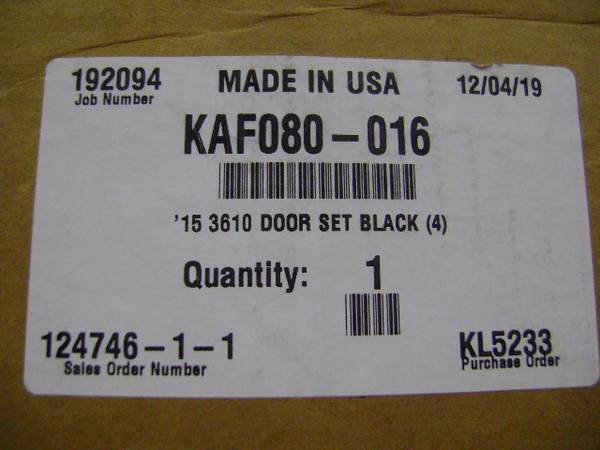 192094 MADE IN USA 12/04/19
Job Number
KAF080-016
'15 3610 DOOR SET BLACK (4)
Quantity: 1
124746-1-1 KL5233
Sales Order Number Purchase Order